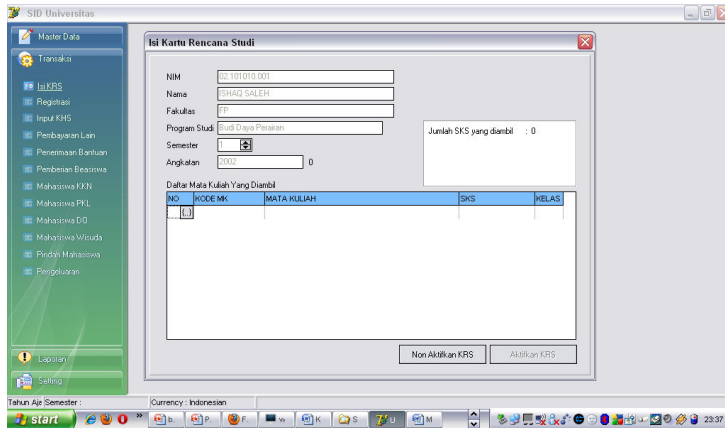 SID Universitas
Master Data
Transaksi
Isi KRS
Registrasi
Input KHS
Pembayaran Lain
Penerimaan Bantuan
Pemberian Beasiswa
Mahasiswa KKN
Mahasiswa PKL
Mahasiswa DO
Mahasiswa Wisuda
Pindah Mahasiswa
Pengeluaran
Laporan
Setting
Isi Kartu Rencana Studi
NIM 02.101010.001
Nama ISHAQ SALEH
Fakultas FP
Program Studi Budi Daya Perairan
Semester 1
Angkatan 2002 0
Jumlah SKS yang diambil : 0
Daftar Mata Kuliah Yang Diambil
NO KODE MK MATA KULIAH SKS KELAS
(..)
Non Aktifkan KRS Aktifkan KRS
Tahun Aje Semester : Currency : Indonesian
start » b. P. F. w K S U M 23:37